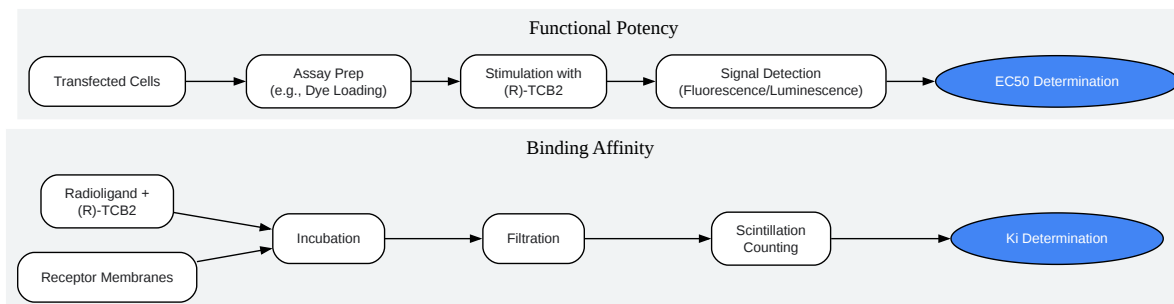 Functional Potency
Transfected Cells
Assay Prep
(e.g., Dye Loading)
Stimulation with
(R)-TCB2
Signal Detection
(Fluorescence/Luminescence)
EC50 Determination
Binding Affinity
Radioligand +
(R)-TCB2
Receptor Membranes
Incubation
Filtration
Scintillation
Counting
Ki Determination